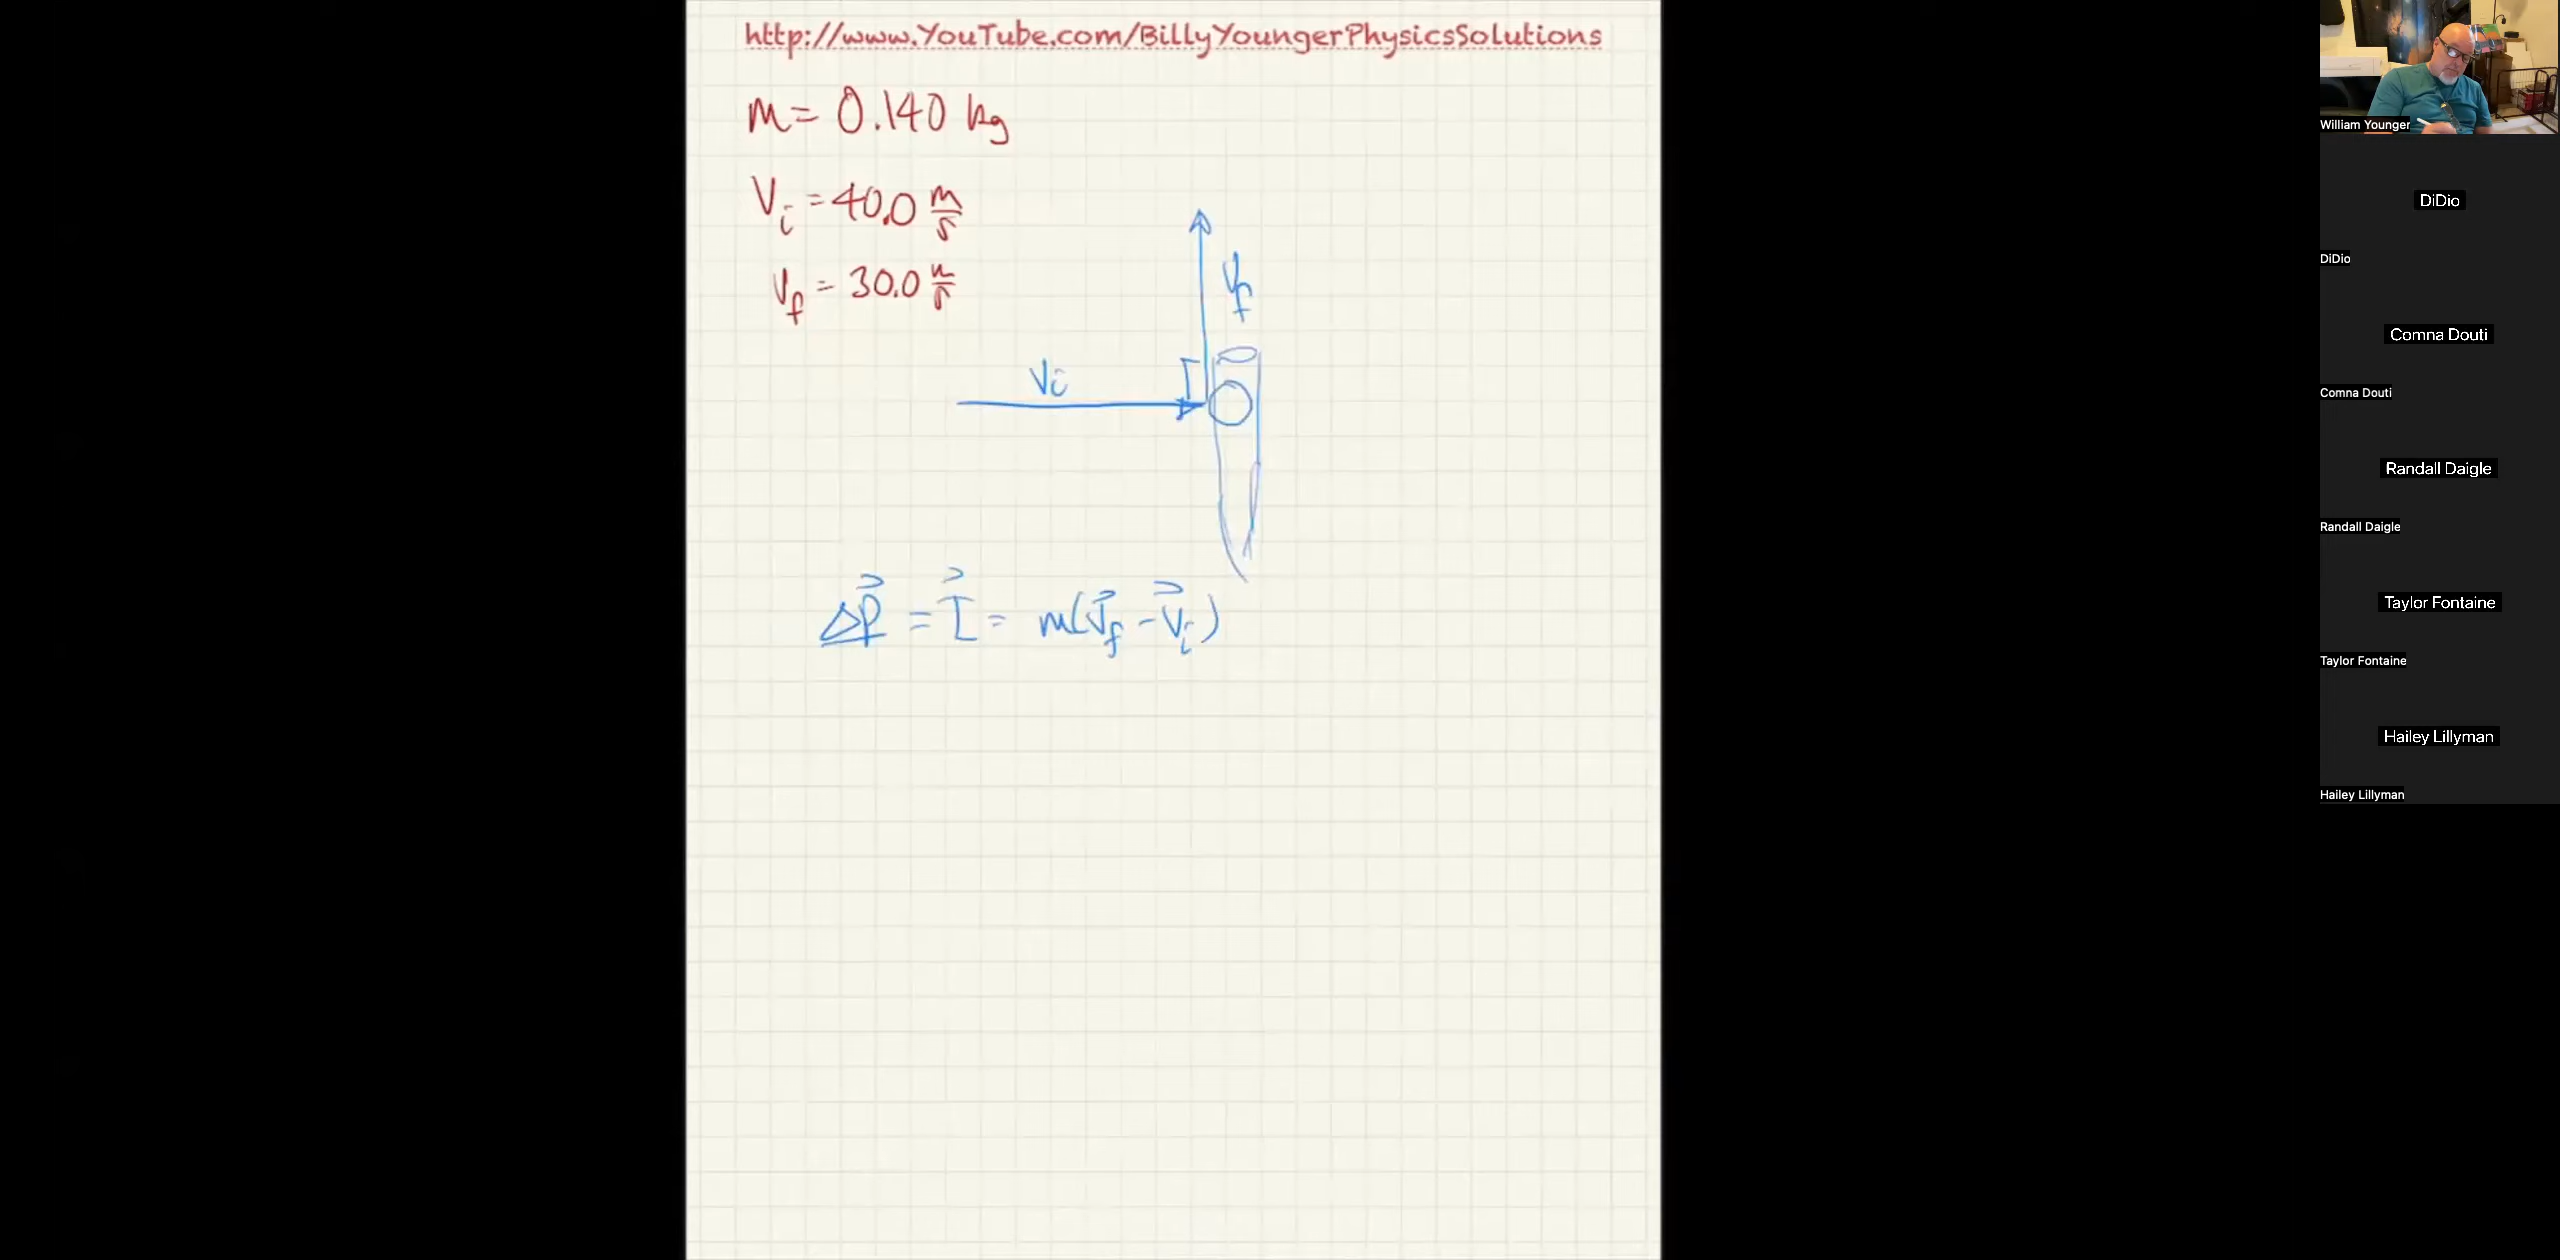 http://www.YouTube.com/BillyYoungerPhysicsSolutions
m = 0.140 kg
Vi = 40.0 m/s
Vf = 30.0 m/s
Vf
Vi
ΔP⃗ = I⃗ = m(V⃗f - V⃗i)
William Younger
DiDio
DiDio
Comna Douti
Comna Douti
Randall Daigle
Randall Daigle
Taylor Fontaine
Taylor Fontaine
Hailey Lillyman
Hailey Lillyman